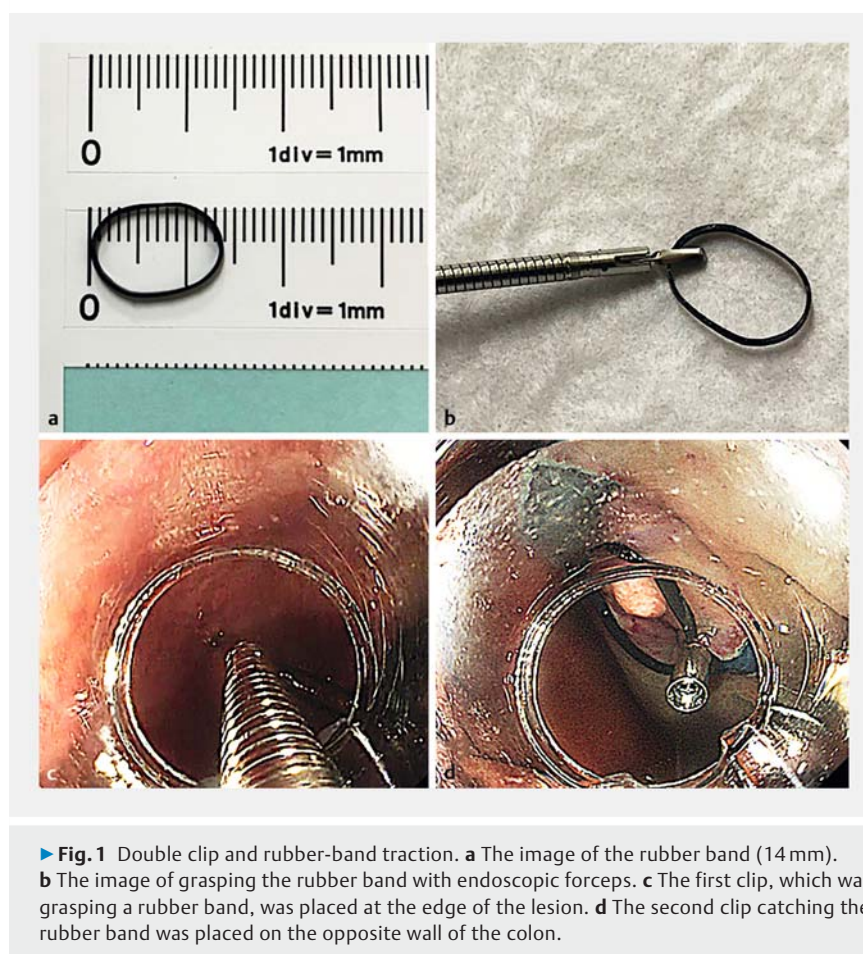 0
1div=1mm
0
1div=1mm
a
b
c
d
▶Fig.1 Double clip and rubber-band traction. a The image of the rubber band (14 mm).
b The image of grasping the rubber band with endoscopic forceps. c The first clip, which wa
grasping a rubber band, was placed at the edge of the lesion. d The second clip catching the
rubber band was placed on the opposite wall of the colon.